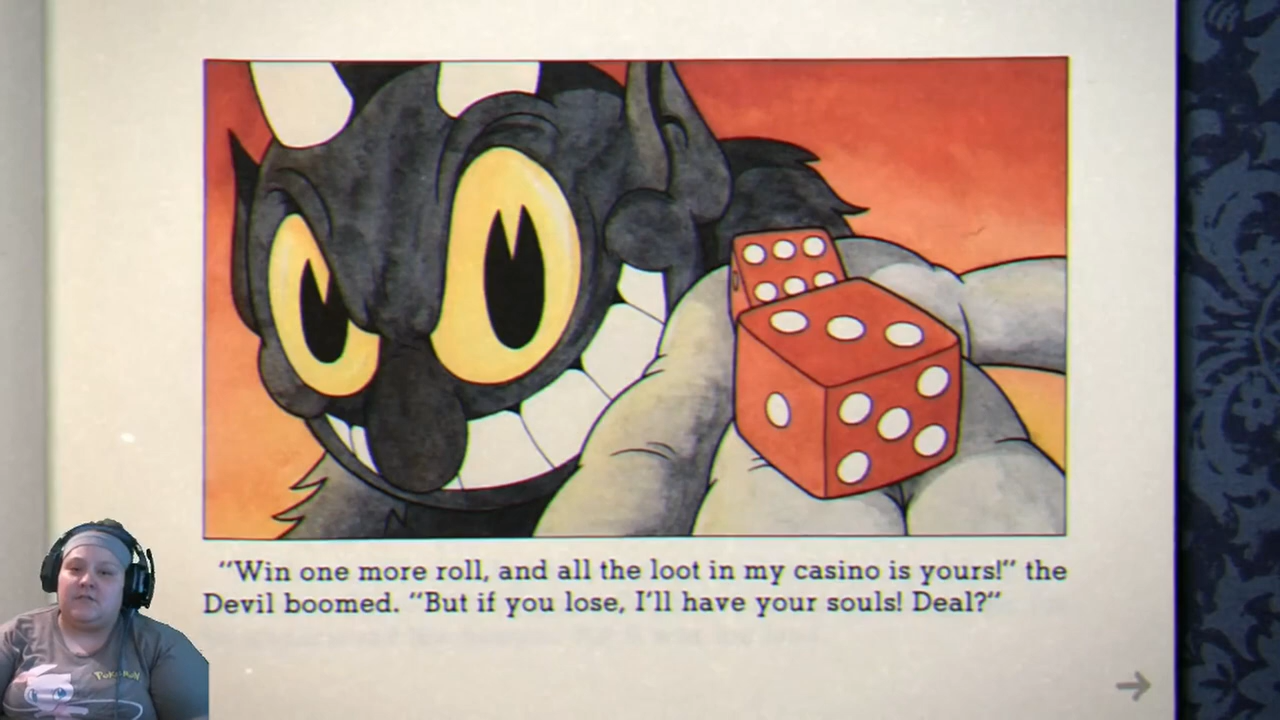 “Win one more roll, and all the loot in my casino is yours!” the
Devil boomed. “But if you lose, I’ll have your souls! Deal?”
Pokémon